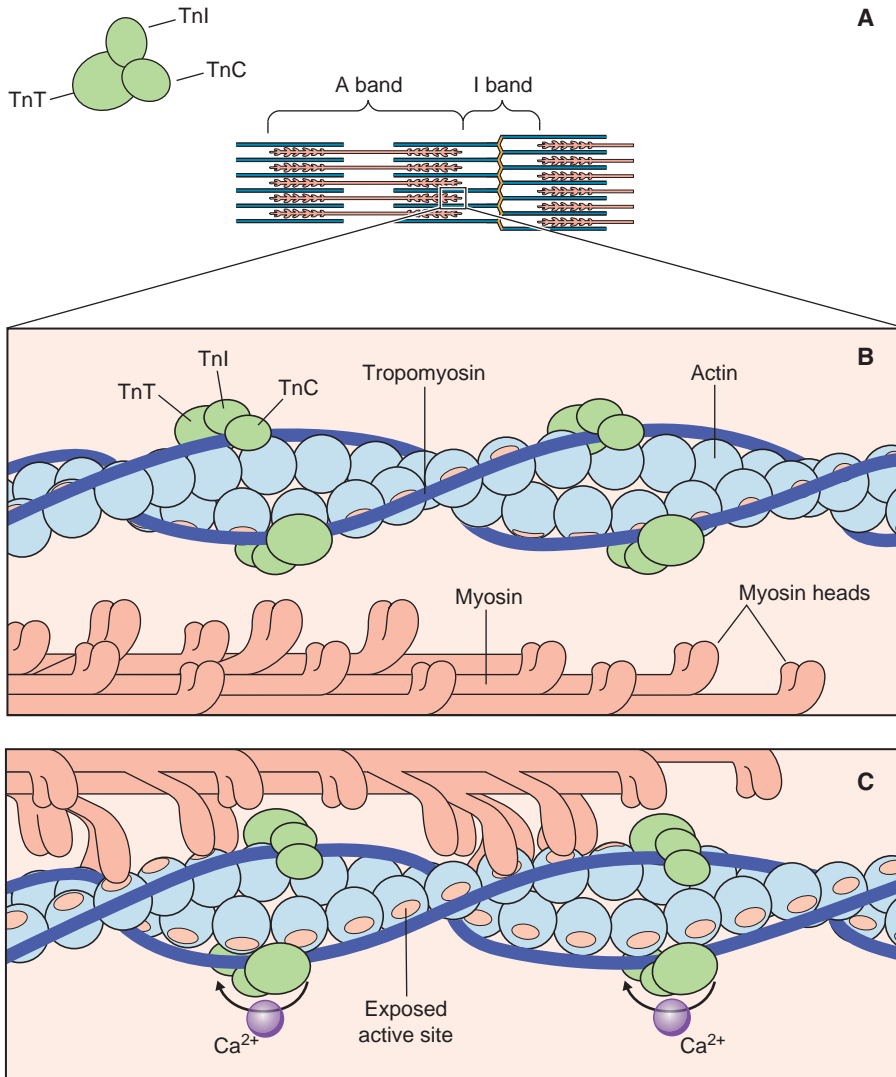 TnI
A
TnC
TnT
A band
I band
B
TnI
TnT
TnC
Tropomyosin
Actin
Myosin
Myosin heads
C
Exposed
active site
Ca²⁺
Ca²⁺